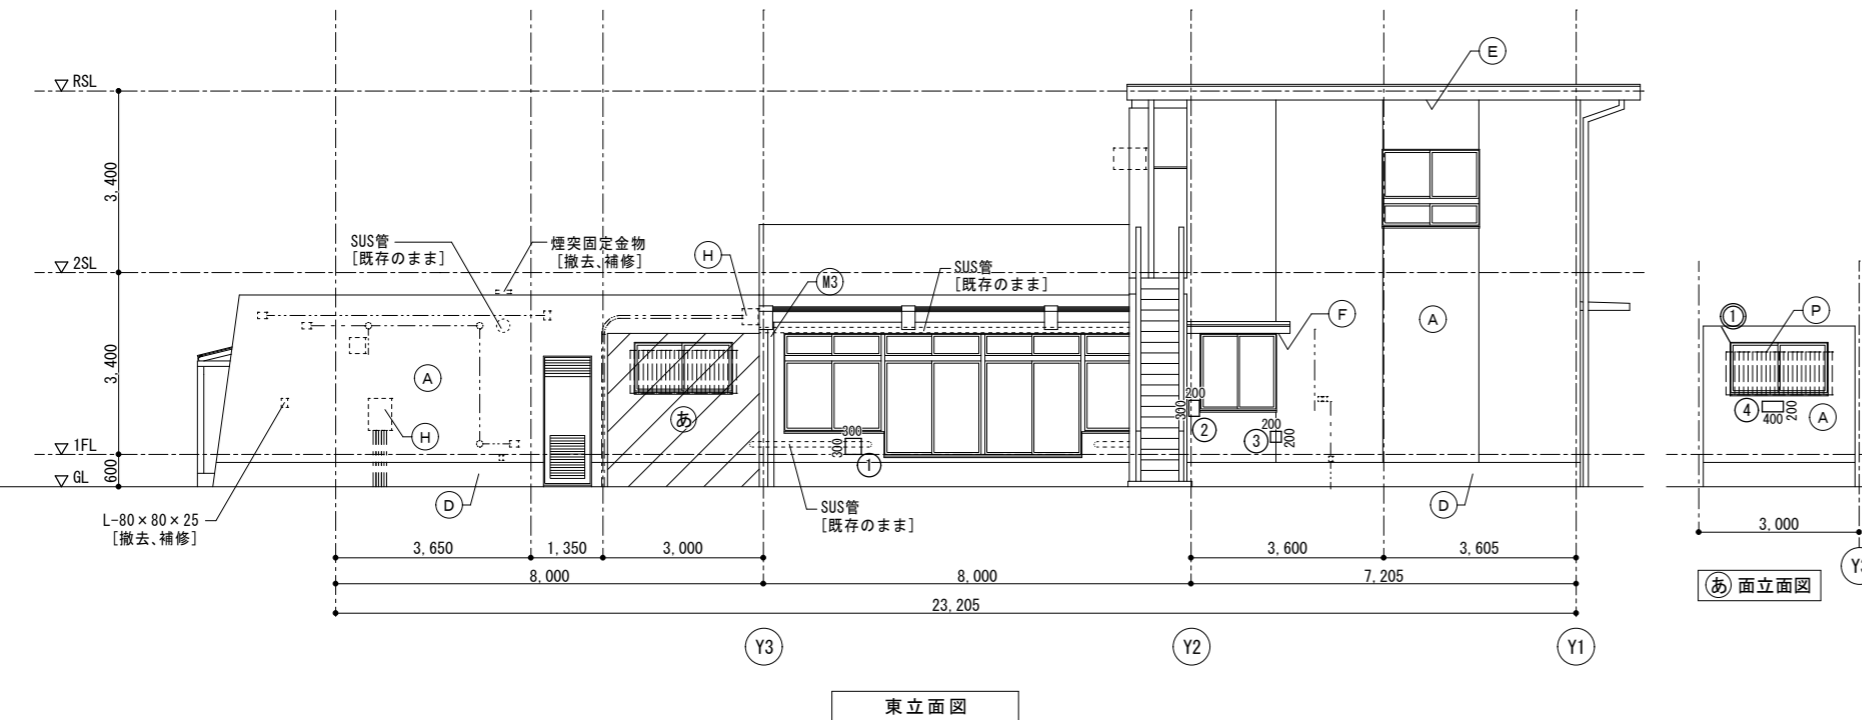 E
RSL
3,400
SUS管
[既存のまま]
煙突固定金物
[撤去、補修]
H
2SL
M3
SUS管
[既存のまま]
F
A
1
P
3,400
A
あ
H
200
300
2
200
3
200
300
300
1
4
400
200
A
1FL
600
GL
D
L-80×80×25
[撤去、補修]
SUS管
[既存のまま]
D
3,650
1,350
3,000
3,600
3,605
3,000
8,000
8,000
7,205
23,205
あ 面立面図
Y3
Y2
Y1
東立面図